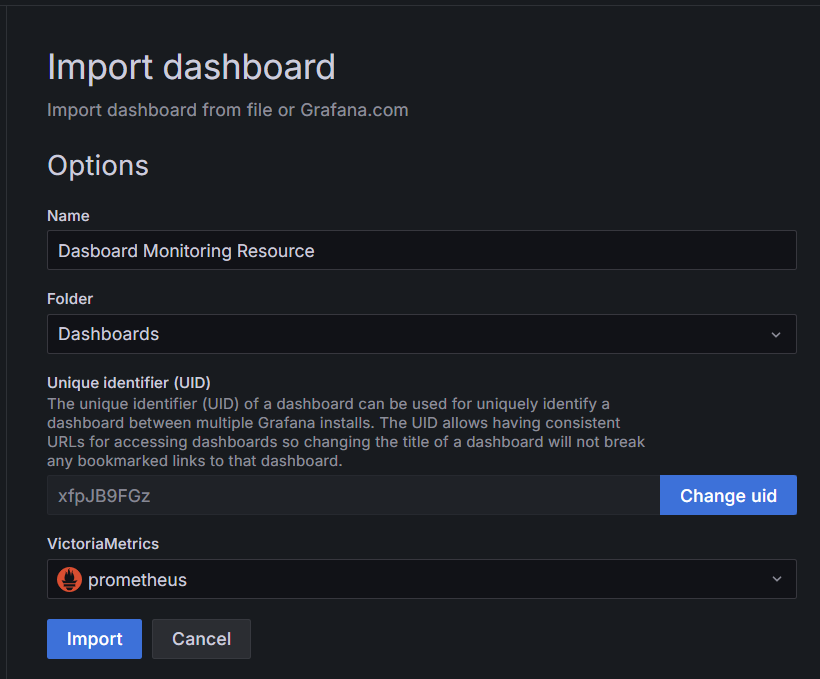 Import dashboard
Import dashboard from file or Grafana.com
Options
Name
Dasboard Monitoring Resource
Folder
Dashboards
Unique identifier (UID)
The unique identifier (UID) of a dashboard can be used for uniquely identify a
dashboard between multiple Grafana installs. The UID allows having consistent
URLs for accessing dashboards so changing the title of a dashboard will not break
any bookmarked links to that dashboard.
xfpJB9FGz
Change uid
VictoriaMetrics
prometheus
Import
Cancel